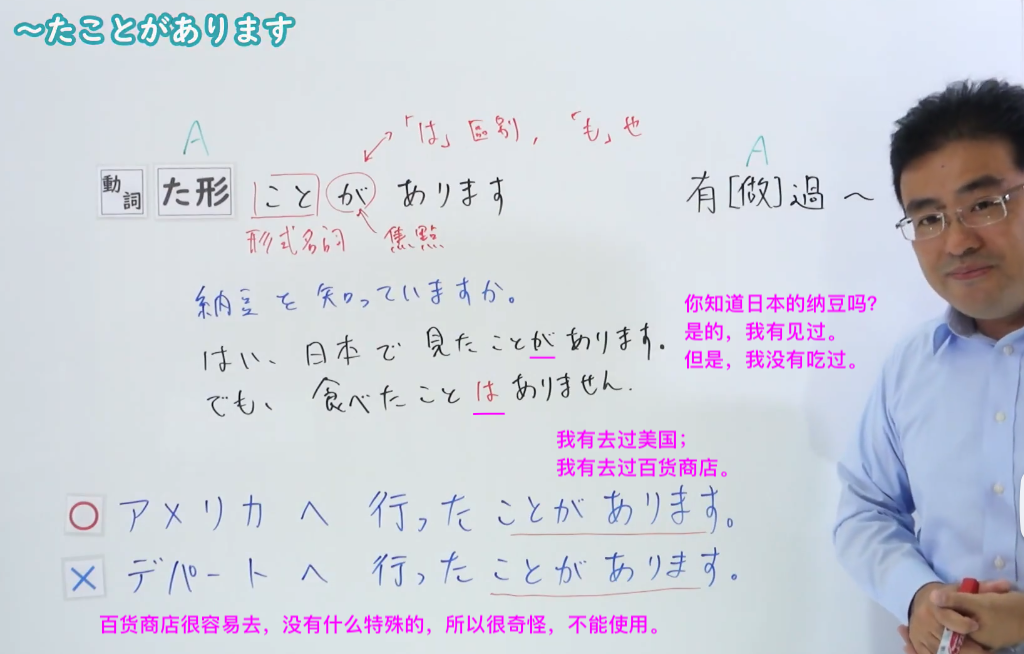 ～たことがあります
「は」區別，「も」也
A
A
動詞 た形 ことがあります
有[做]過～
形式名詞 焦點
納豆を知っていますか。
はい、日本で見たことがあります。
でも、食べたことはありません.
你知道日本的纳豆吗?
是的，我有见过。
但是，我没有吃过。
我有去过美国；
我有去过百货商店。
○ アメリカへ行ったことがあります。
× デパートへ行ったことがあります。
百货商店很容易去，没有什么特殊的，所以很奇怪，不能使用。